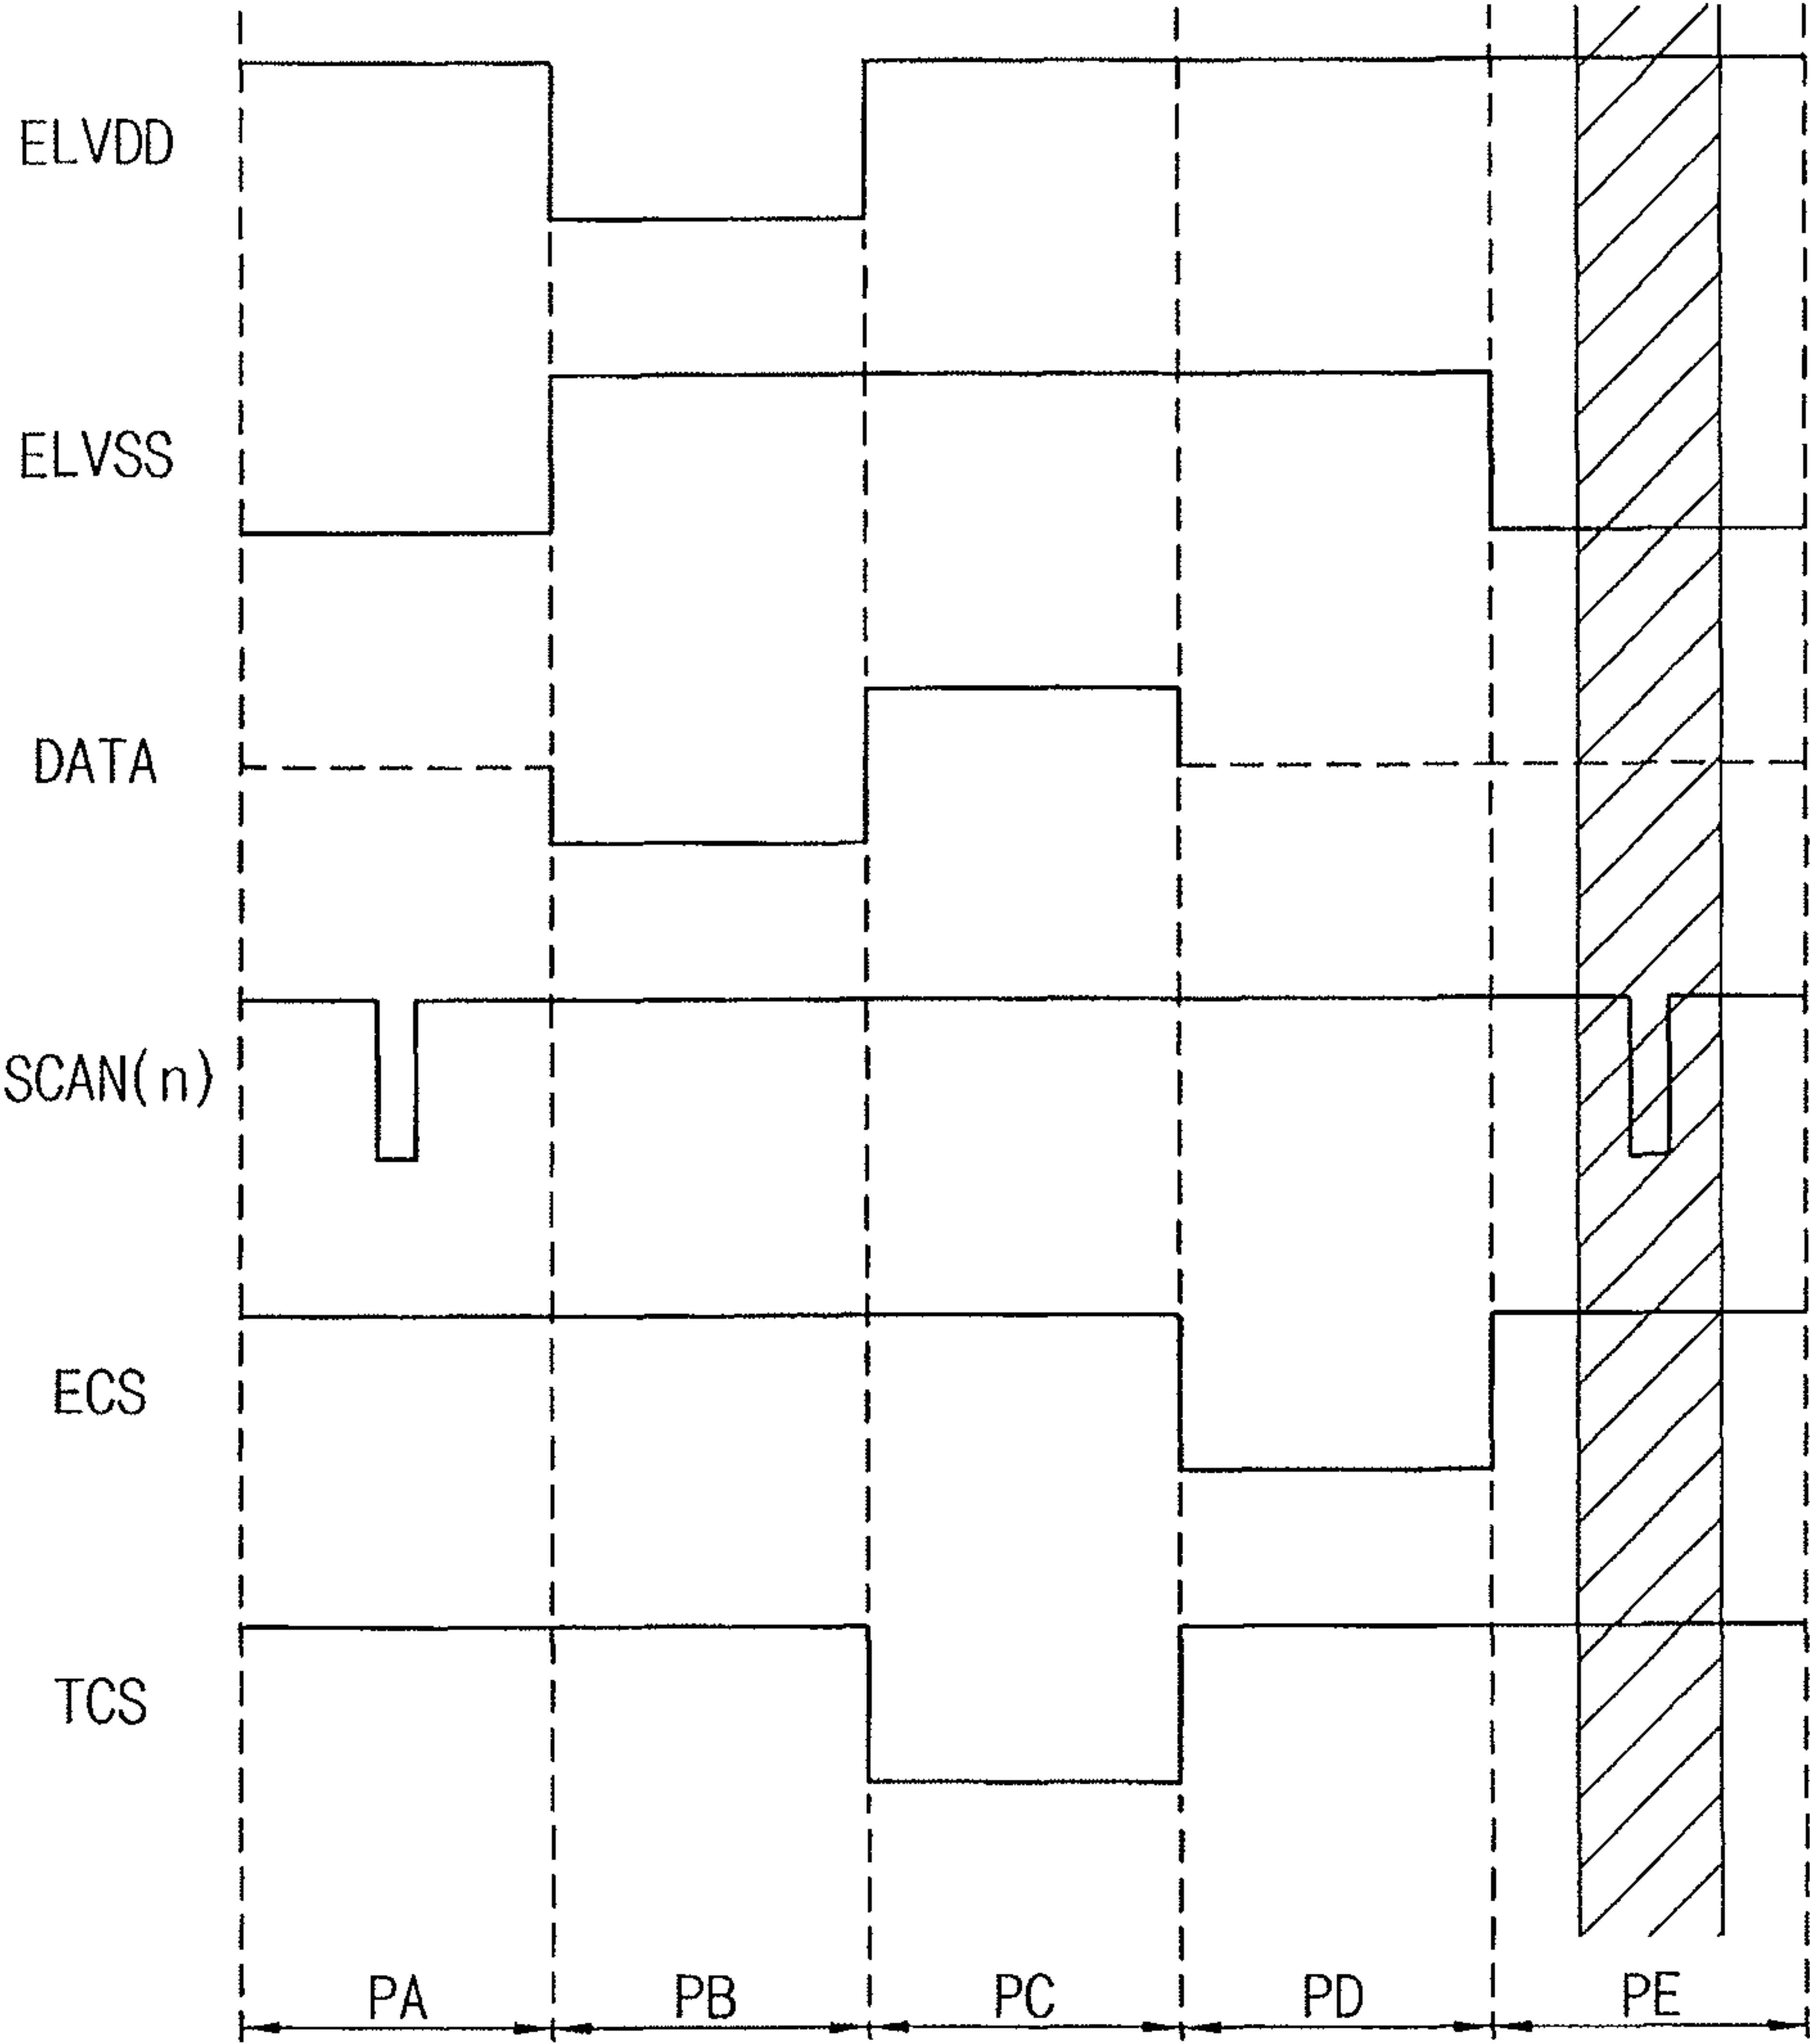 ELVDD
ELVSS
DATA
SCAN(n)
ECS
TCS
PA PB PC PD PE